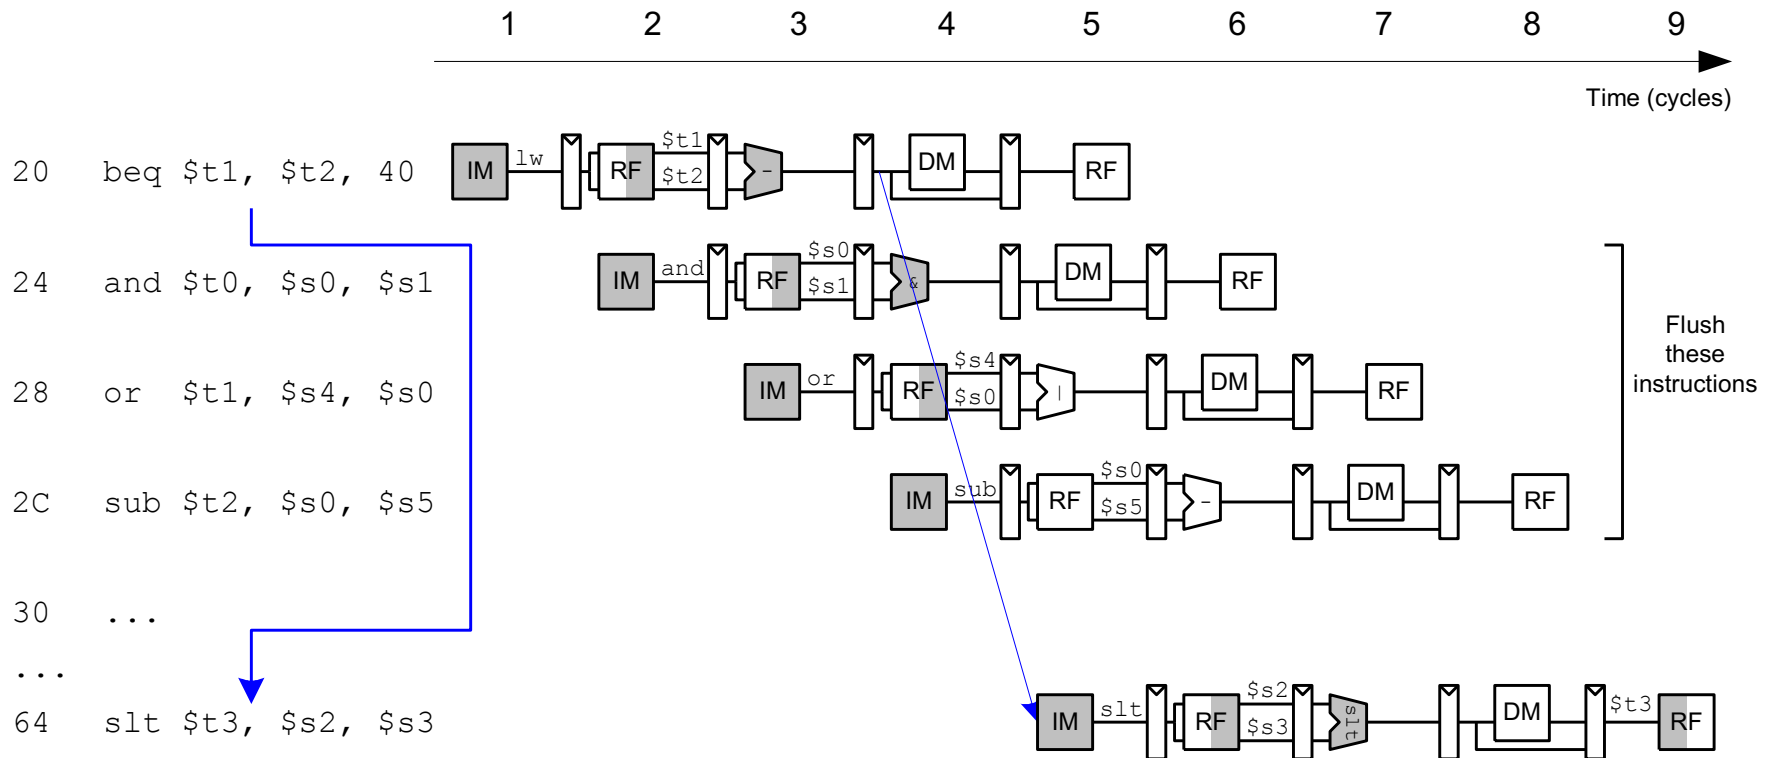 1 2 3 4 5 6 7 8 9
Time (cycles)
20 beq $t1, $t2, 40
IM lw RF $t1 $t2 - DM RF
24 and $t0, $s0, $s1
IM and RF $s0 $s1 & DM RF
28 or $t1, $s4, $s0
IM or RF $s4 $s0 | DM RF
2C sub $t2, $s0, $s5
IM sub RF $s0 $s5 - DM RF
Flush
these
instructions
30 ...
...
64 slt $t3, $s2, $s3
IM slt RF $s2 $s3 slt DM $t3 RF